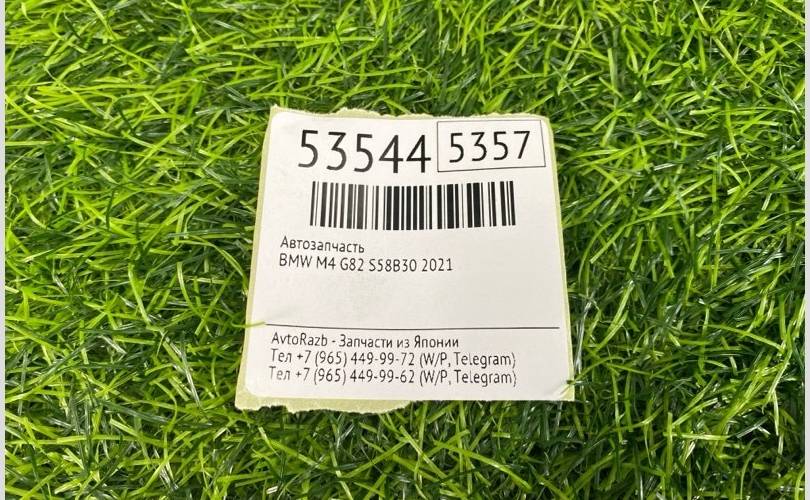 53544 5357
Автозапчасть
BMW M4 G82 S58B30 2021
AvtoRazb - Запчасти из Японии
Тел +7 (965) 449-99-72 (W/P, Telegram)
Тел +7 (965) 449-99-62 (W/P, Telegram)